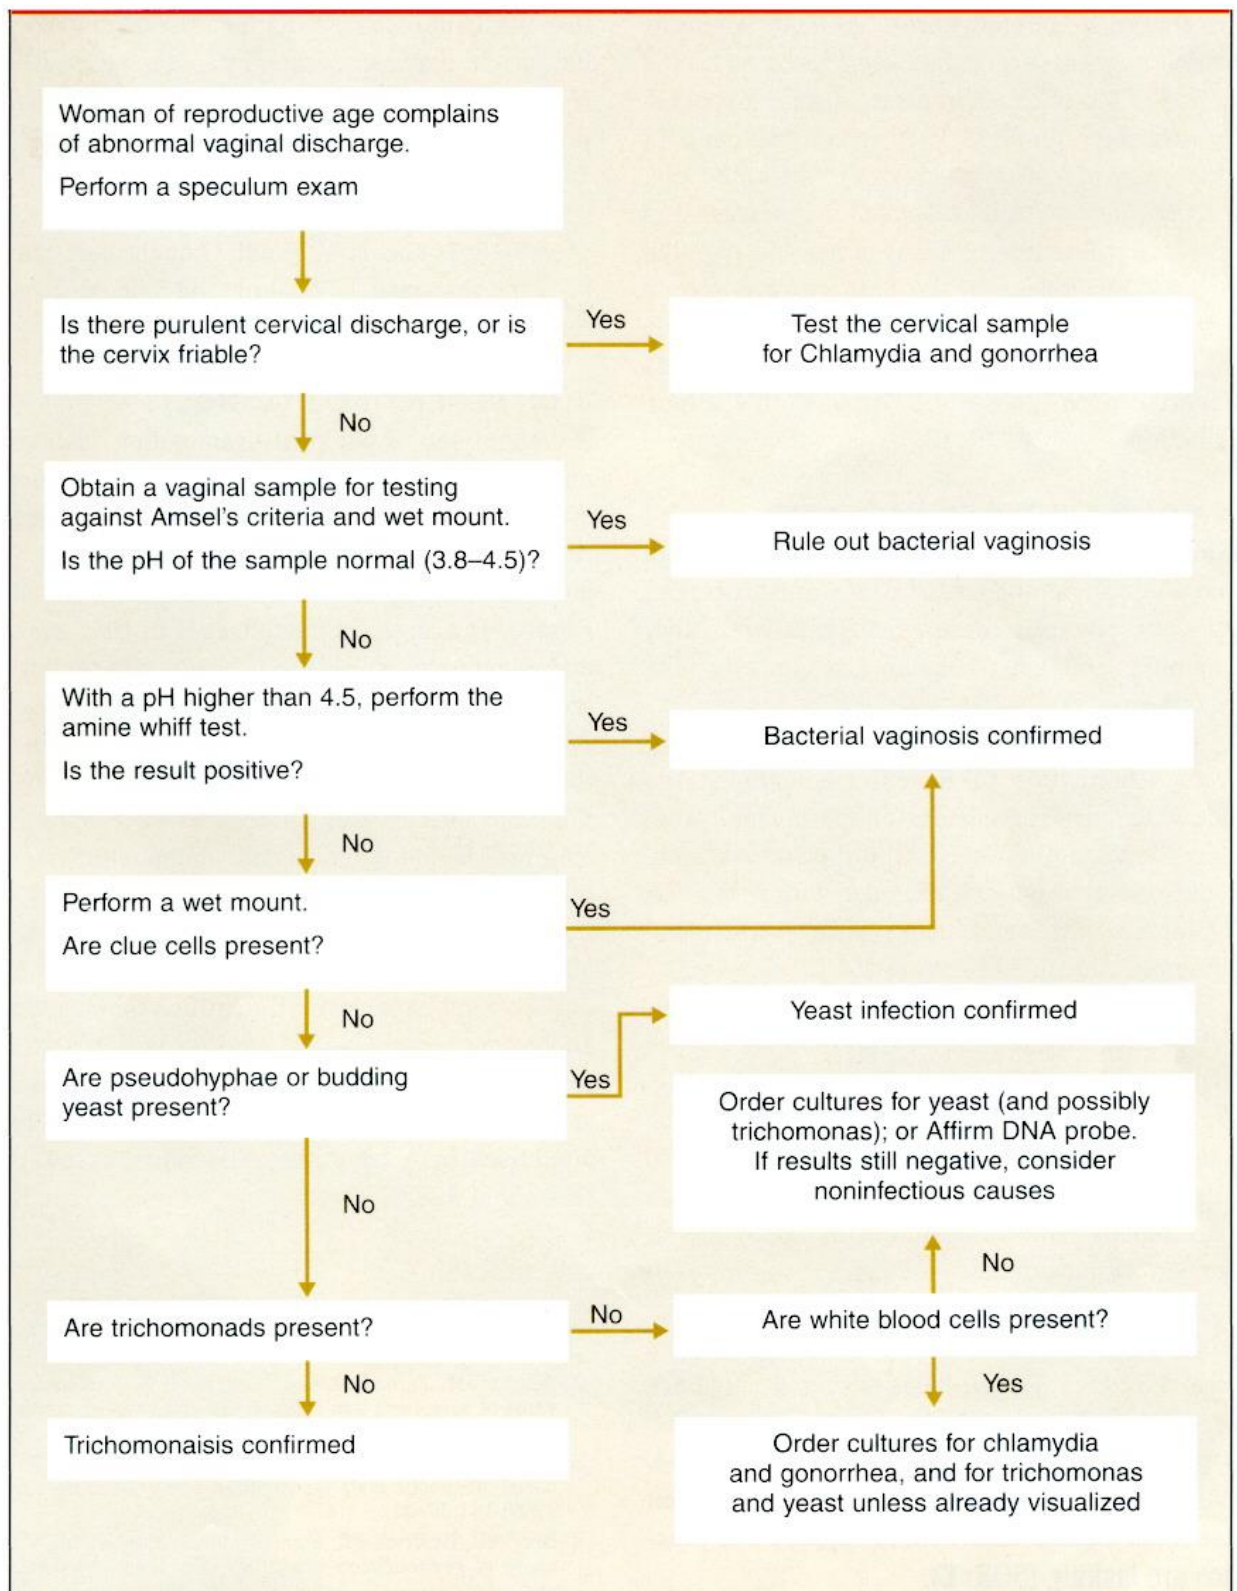 Woman of reproductive age complains
of abnormal vaginal discharge.
Perform a speculum exam
Is there purulent cervical discharge, or is
the cervix friable?
Yes
Test the cervical sample
for Chlamydia and gonorrhea
No
Obtain a vaginal sample for testing
against Amsel's criteria and wet mount.
Is the pH of the sample normal (3.8–4.5)?
Yes
Rule out bacterial vaginosis
No
With a pH higher than 4.5, perform the
amine whiff test.
Is the result positive?
Yes
Bacterial vaginosis confirmed
No
Perform a wet mount.
Are clue cells present?
Yes
No
Yeast infection confirmed
Are pseudohyphae or budding
yeast present?
Yes
Order cultures for yeast (and possibly
trichomonas); or Affirm DNA probe.
If results still negative, consider
noninfectious causes
No
No
Are trichomonads present?
No
Are white blood cells present?
No
Yes
Trichomonaisis confirmed
Order cultures for chlamydia
and gonorrhea, and for trichomonas
and yeast unless already visualized